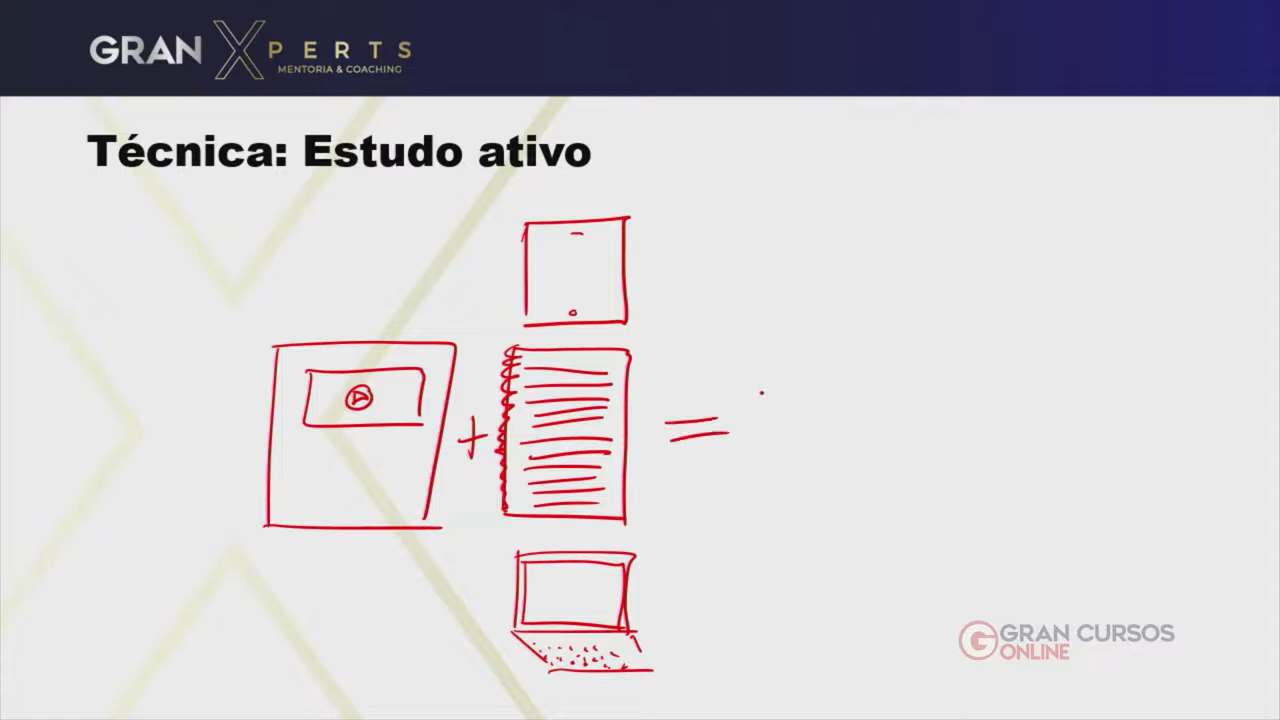 GRAN XPERTS
MENTORIA & COACHING
Técnica: Estudo ativo
GRAN CURSOS
ONLINE